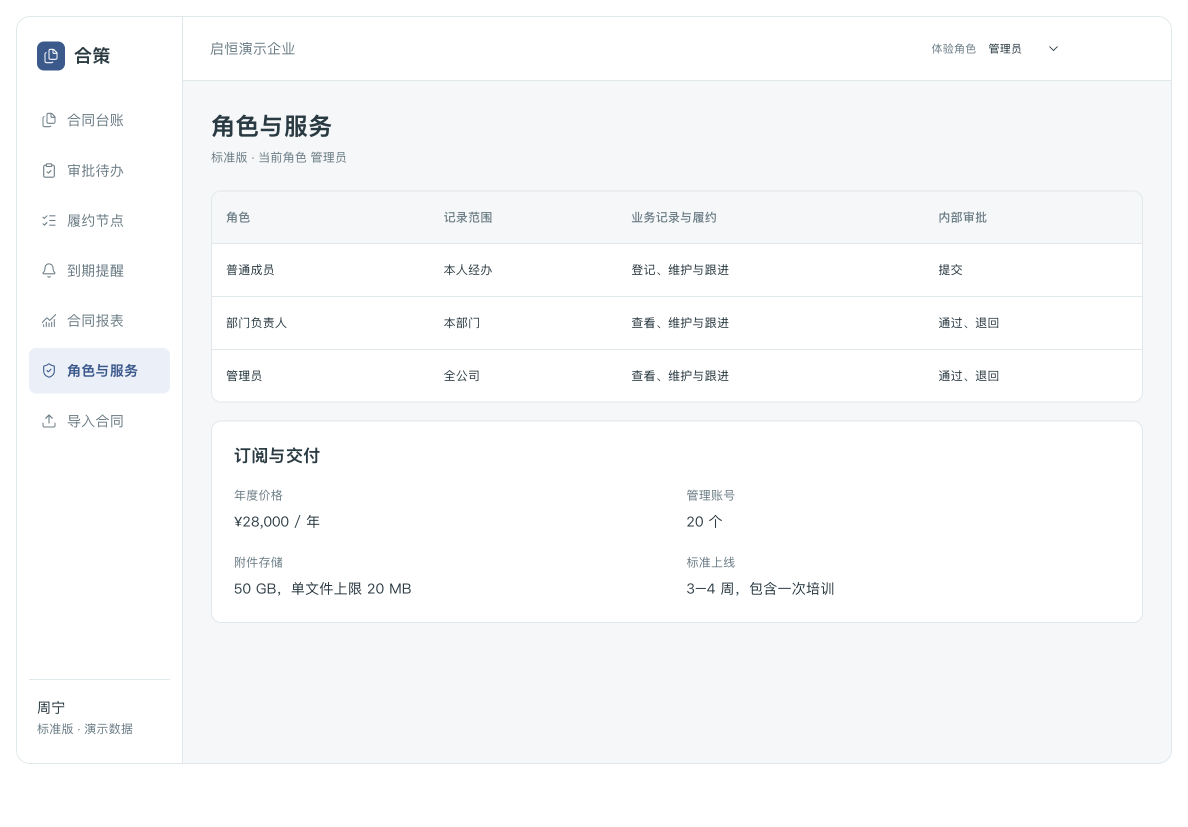 合策
启恒演示企业
体验角色 管理员
合同台账
审批待办
履约节点
到期提醒
合同报表
角色与服务
导入合同
周宁
标准版 · 演示数据
角色与服务
标准版 · 当前角色 管理员
角色 记录范围 业务记录与履约 内部审批
普通成员 本人经办 登记、维护与跟进 提交
部门负责人 本部门 查看、维护与跟进 通过、退回
管理员 全公司 查看、维护与跟进 通过、退回
订阅与交付
年度价格 管理账号
¥28,000 / 年 20 个
附件存储 标准上线
50 GB，单文件上限 20 MB 3—4 周，包含一次培训